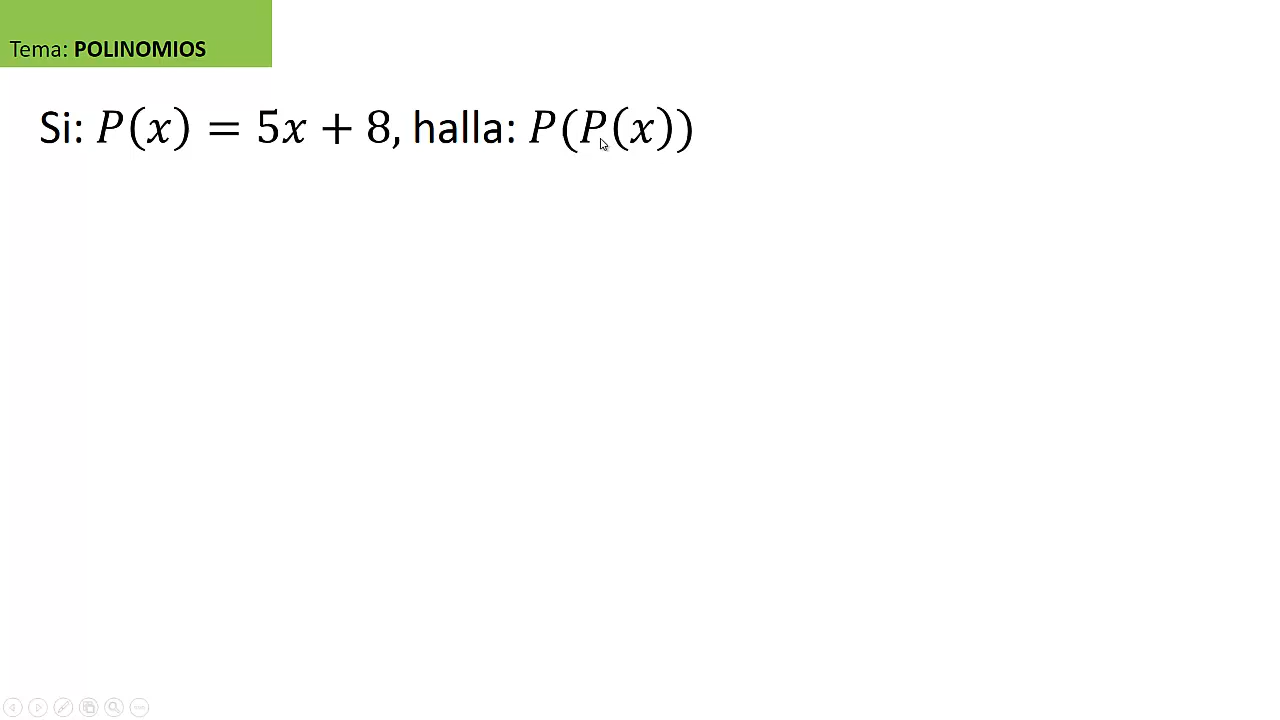 Tema: POLINOMIOS
Si: P(x) = 5x + 8, halla: P(P(x))